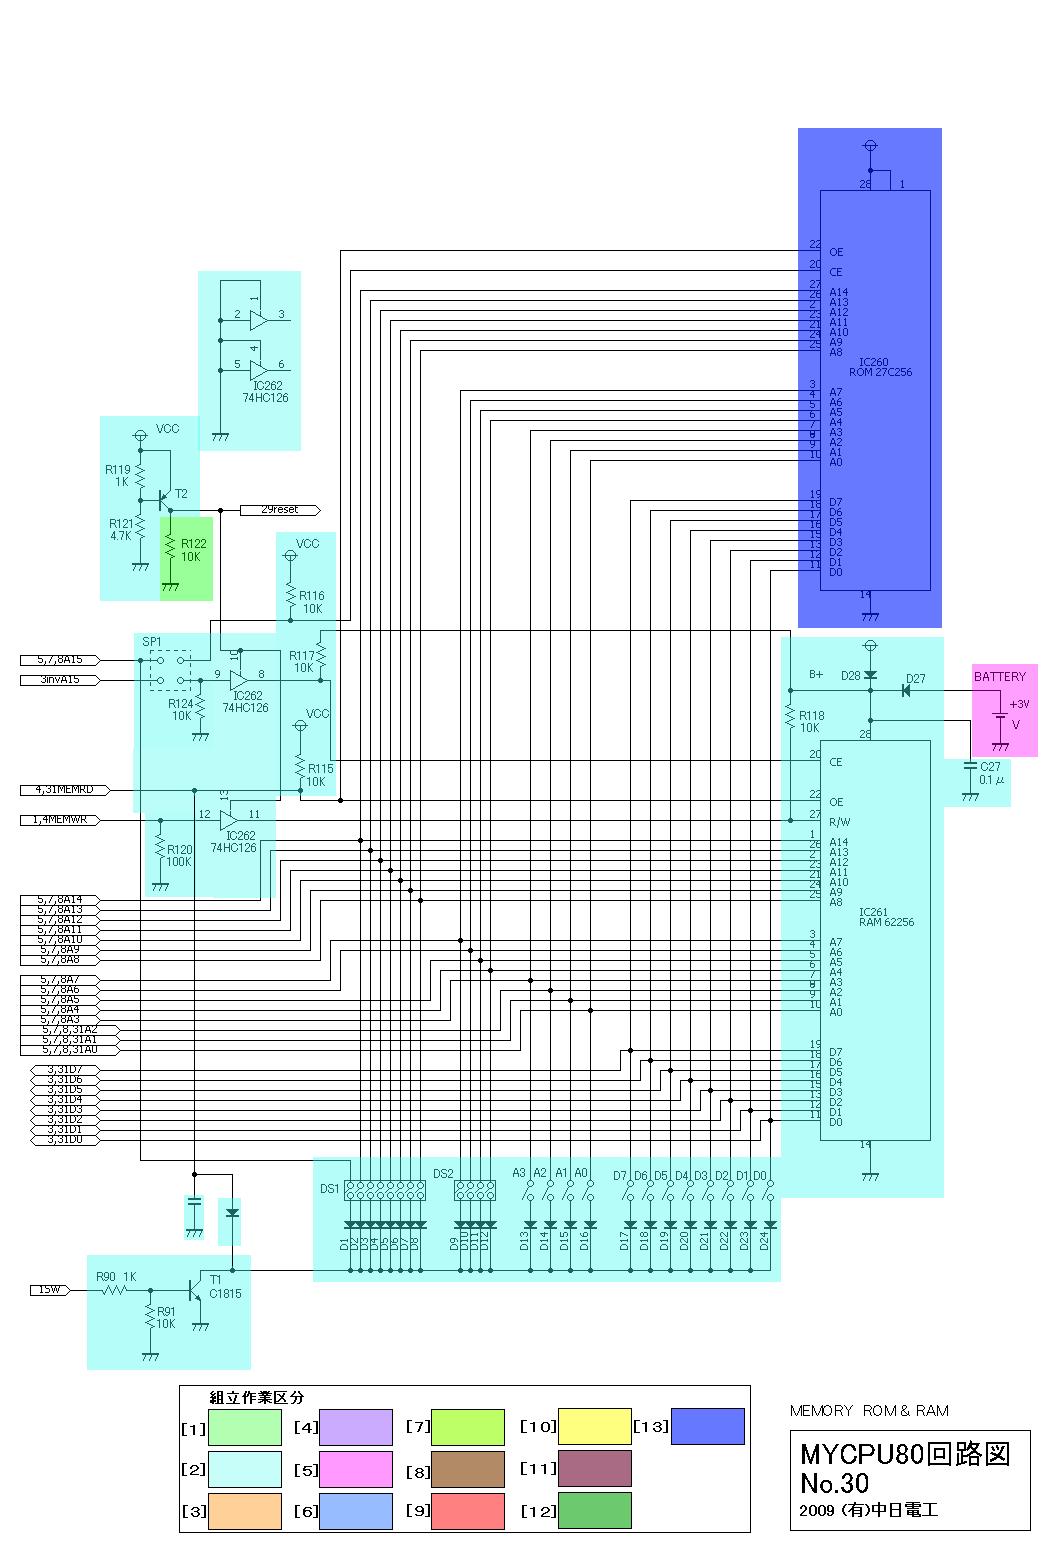 28 1
22 OE
20 CE
27 A14
26 A13
2 A12
23 A11
21 A10
24 A9
25 A8
IC260
ROM 27C256
3 A7
4 A6
5 A5
6 A4
7 A3
8 A2
9 A1
10 A0
19 D7
18 D6
17 D5
16 D4
15 D3
13 D2
12 D1
11 D0
14
1
2 3
4
5 6
IC262
74HC126
VCC
R119
1K
T2
R121
4.7K
29reset
R122
10K
VCC
R116
10K
SP1
5,7,8A15
3invA15
10
9 8
R117
10K
IC262
74HC126
R124
10K
VCC
R115
10K
4,31MEMRD
13
1,4MEMWR
12 11
IC262
74HC126
R120
100K
B+
D28
D27
BATTERY
+3V
V
R118
10K
28
C27
0.1μ
20 CE
22 OE
27 R/W
1 A14
26 A13
2 A12
23 A11
21 A10
24 A9
25 A8
IC261
RAM 62256
3 A7
4 A6
5 A5
6 A4
7 A3
8 A2
9 A1
10 A0
19 D7
18 D6
17 D5
16 D4
15 D3
13 D2
12 D1
11 D0
14
5,7,8A14
5,7,8A13
5,7,8A12
5,7,8A11
5,7,8A10
5,7,8A9
5,7,8A8
5,7,8A7
5,7,8A6
5,7,8A5
5,7,8A4
5,7,8A3
5,7,8,31A2
5,7,8,31A1
5,7,8,31A0
3,31D7
3,31D6
3,31D5
3,31D4
3,31D3
3,31D2
3,31D1
3,31D0
DS1 DS2 A3 A2 A1 A0 D7 D6 D5 D4 D3 D2 D1 D0
D1 D2 D3 D4 D5 D6 D7 D8 D9 D10 D11 D12 D13 D14 D15 D16 D17 D18 D19 D20 D21 D22 D23 D24
15W
R90 1K
T1
C1815
R91
10K
組立作業区分
[1] [4] [7] [10] [13]
[2] [5] [8] [11]
[3] [6] [9] [12]
MEMORY ROM & RAM
MYCPU80回路図
No.30
2009 (有)中日電工